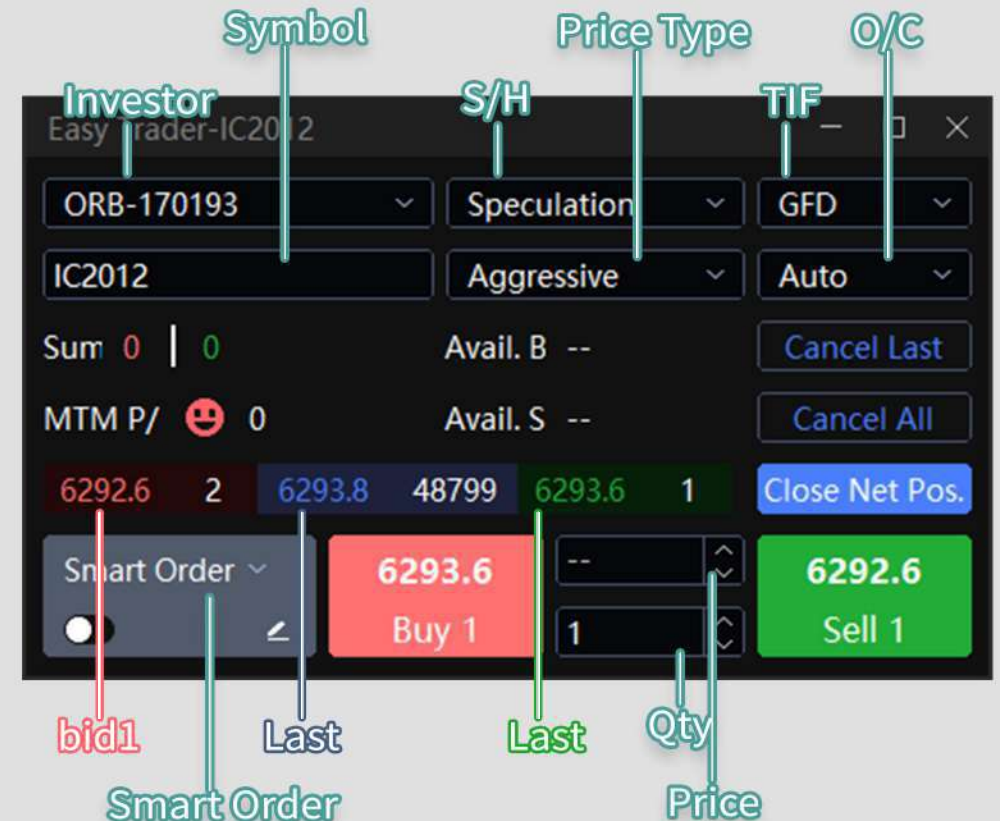 Symbol Price Type O/C
Investor S/H TIF
Easy Trader-IC2012
ORB-170193 Speculation GFD
IC2012 Aggressive Auto
Sum 0 0 Avail. B -- Cancel Last
MTM P/ 0 Avail. S -- Cancel All
6292.6 2 6293.8 48799 6293.6 1 Close Net Pos.
Smart Order 6293.6 -- 6292.6
Buy 1 1 Sell 1
bid1 Last Last Qty
Smart Order Price